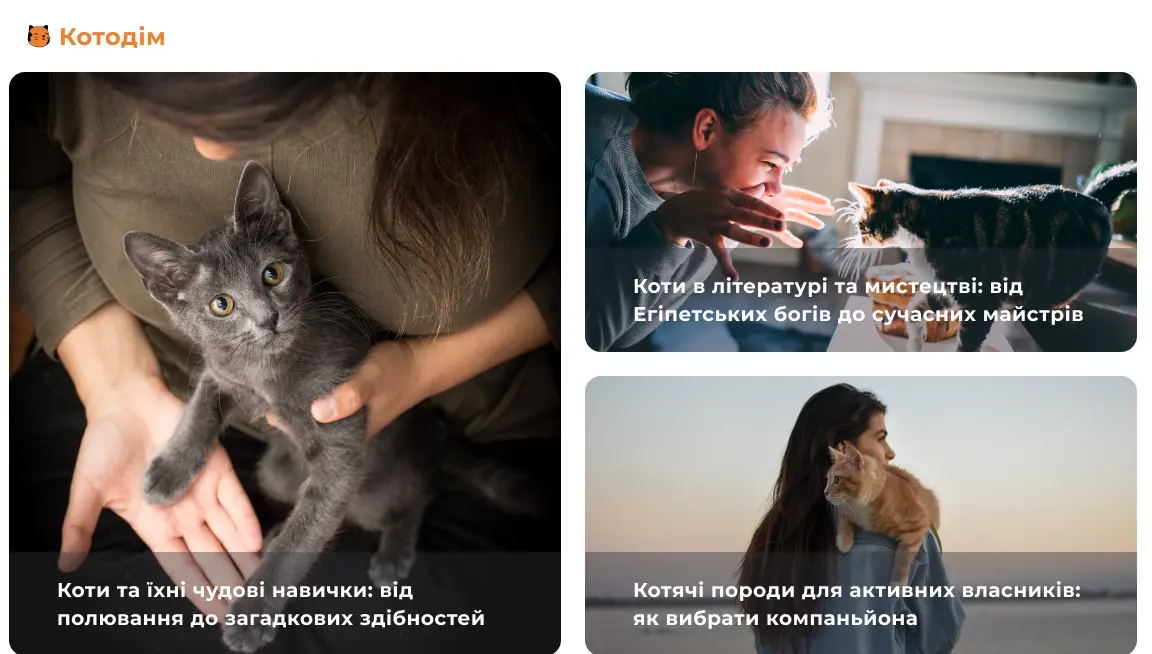 Котодім
Коти та їхні чудові навички: від
полювання до загадкових здібностей
Коти в літературі та мистецтві: від
Егіпетських богів до сучасних майстрів
Котячі породи для активних власників:
як вибрати компаньйона